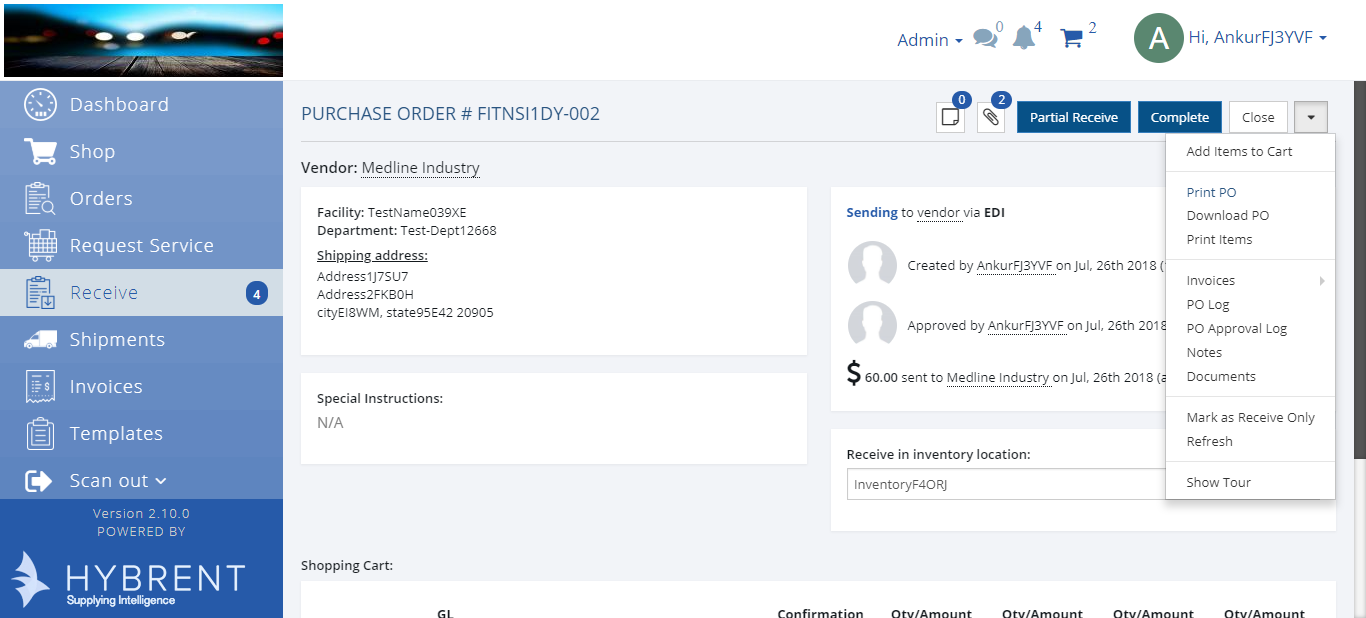 Admin
0
4
2
A
Hi, AnkurFJ3YVF
Dashboard
Shop
Orders
Request Service
Receive
4
Shipments
Invoices
Templates
Scan out
Version 2.10.0
POWERED BY
HYBRENT
Supplying Intelligence
PURCHASE ORDER # FITNSI1DY-002
0
2
Partial Receive
Complete
Close
Add Items to Cart
Print PO
Download PO
Print Items
Invoices
PO Log
PO Approval Log
Notes
Documents
Mark as Receive Only
Refresh
Show Tour
Vendor: Medline Industry
Facility: TestName039XE
Department: Test-Dept12668
Shipping address:
Address1J7SU7
Address2FKB0H
cityEI8WM, state95E42 20905
Special Instructions:
N/A
Sending to vendor via EDI
Created by AnkurFJ3YVF on Jul, 26th 2018 (
Approved by AnkurFJ3YVF on Jul, 26th 2018
$ 60.00 sent to Medline Industry on Jul, 26th 2018 (a
Receive in inventory location:
InventoryF4ORJ
Shopping Cart:
GL
Confirmation
Qty/Amount
Qty/Amount
Qty/Amount
Qty/Amount